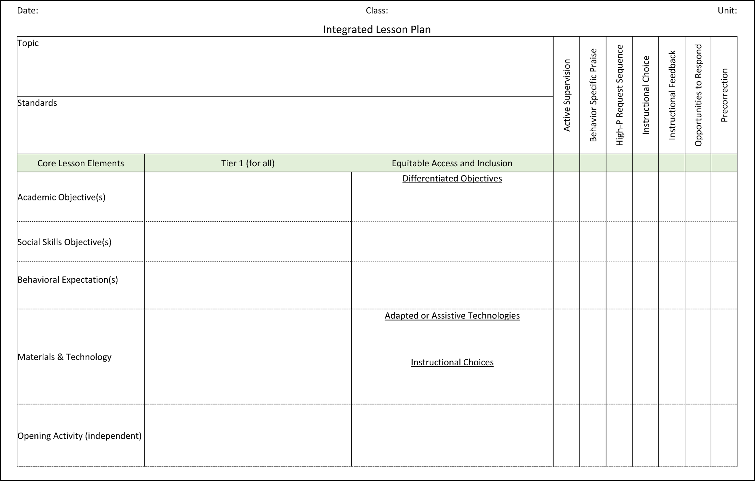 Date: Class: Unit:
Integrated Lesson Plan
Topic
Standards
Active Supervision
Behavior Specific Praise
High-P Request Sequence
Instructional Choice
Instructional Feedback
Opportunities to Respond
Precorrection
Core Lesson Elements Tier 1 (for all) Equitable Access and Inclusion
Differentiated Objectives
Academic Objective(s)
Social Skills Objective(s)
Behavioral Expectation(s)
Adapted or Assistive Technologies
Materials & Technology
Instructional Choices
Opening Activity (independent)